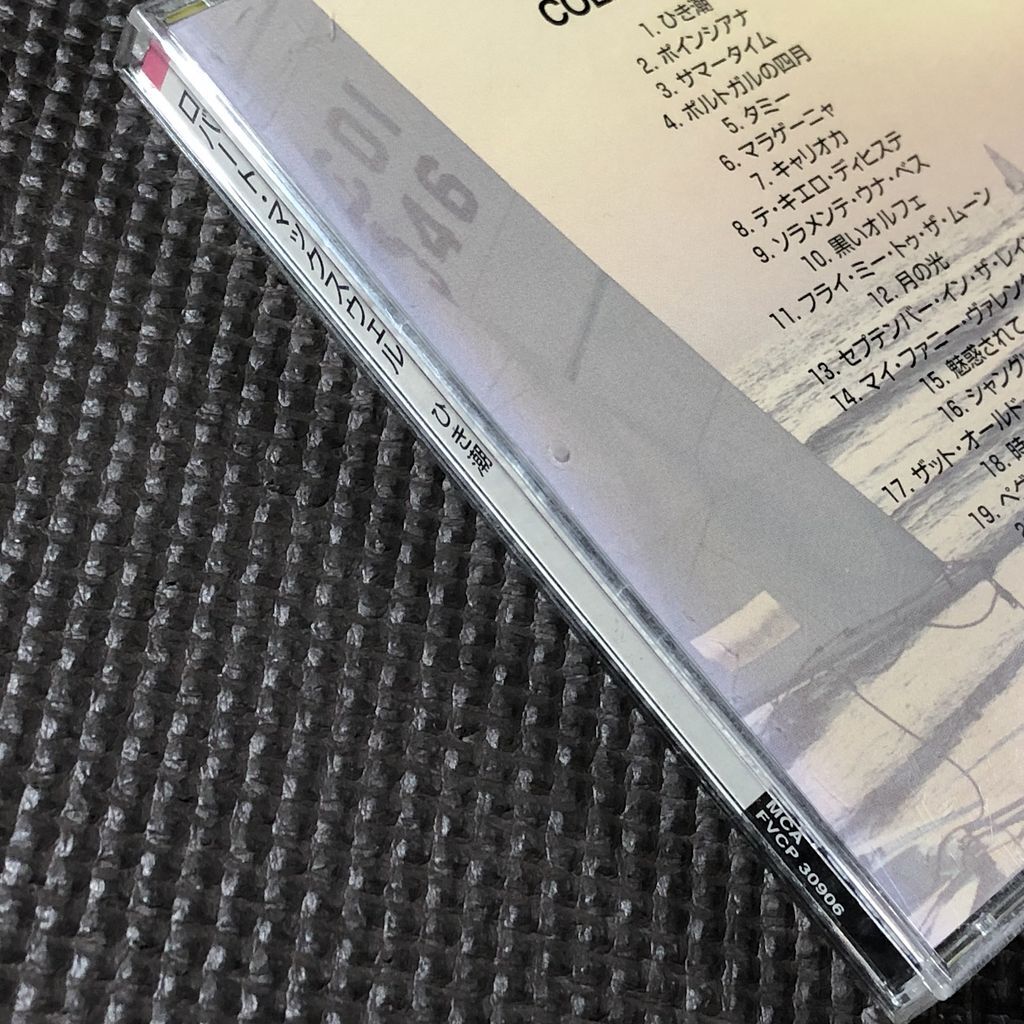 1. ひき潮
2. ポインシアナ
3. サマータイム
4. ポルトガルの四月
5. タミー
6. マラゲーニャ
7. キャリオカ
8. テ・キエロ・ディヒステ
9. ソラメンテ・ウナ・ベス
10. 黒いオルフェ
11. フライ・ミー・トゥ・ザ・ムーン
12. 月の光
13. セプテンバー・イン・ザ・レイ
14. マイ・ファニー・ヴァレン
15. 魅惑されて
16. シャング
17. ザット・オールド
18. 時
19. ペ
ロバート・マックスウェル ひき潮
MCA
FVCP 30906